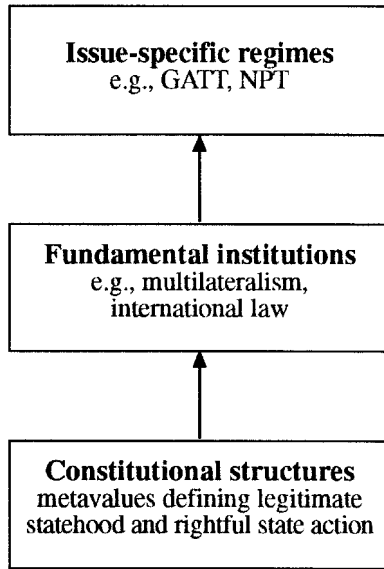 Issue-specific regimes
e.g., GATT, NPT
Fundamental institutions
e.g., multilateralism,
international law
Constitutional structures
metavalues defining legitimate
statehood and rightful state action